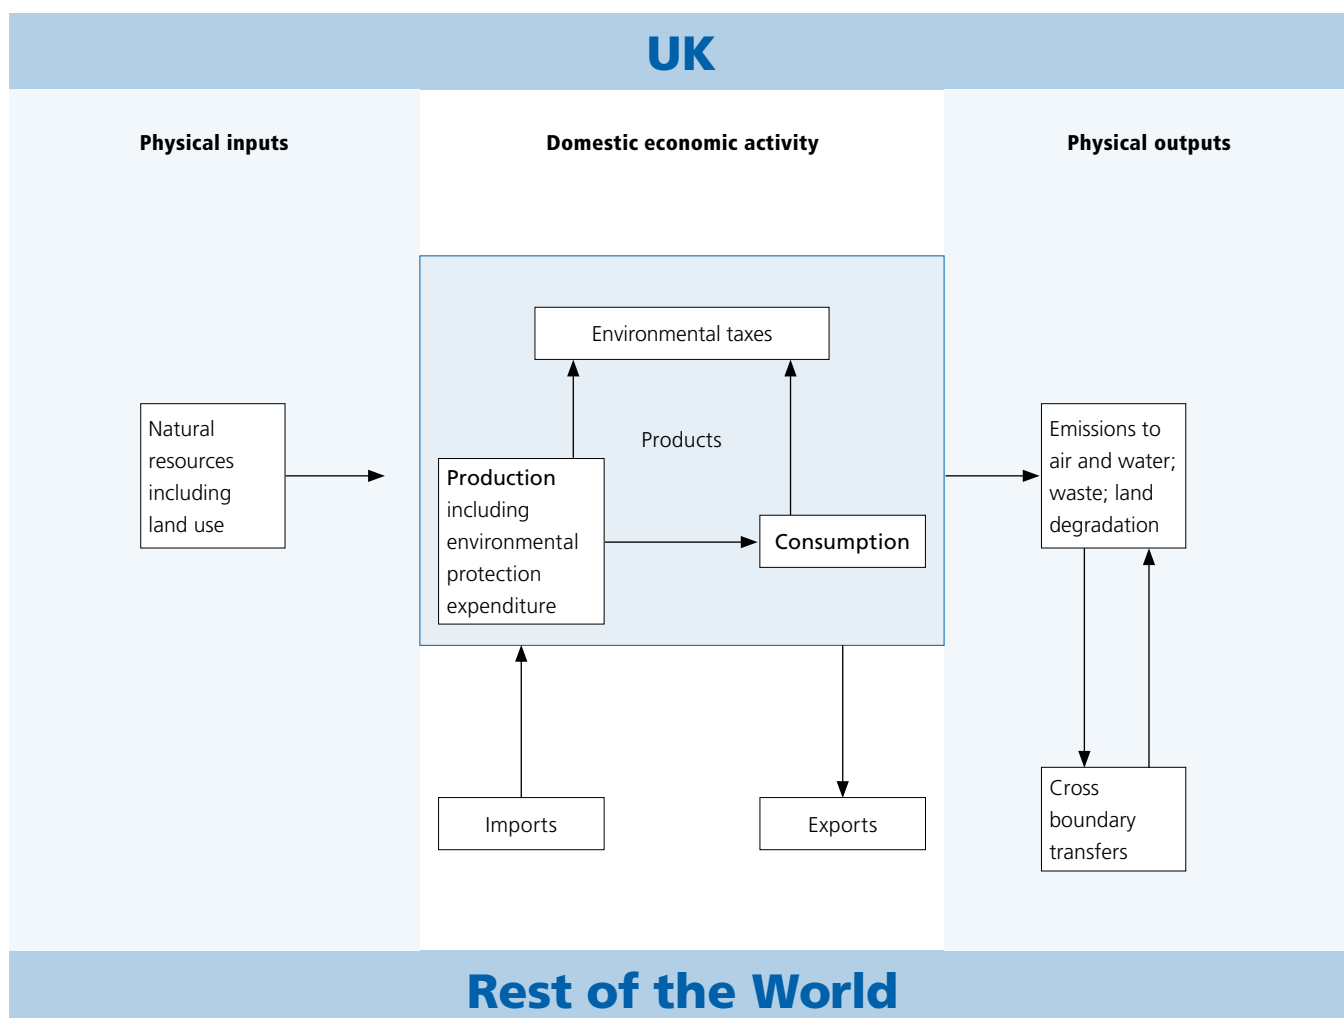 UK
Physical inputs
Domestic economic activity
Physical outputs
Environmental taxes
Products
Natural
resources
including
land use
Production
including
environmental
protection
expenditure
Consumption
Emissions to
air and water;
waste; land
degradation
Imports
Exports
Cross
boundary
transfers
Rest of the World